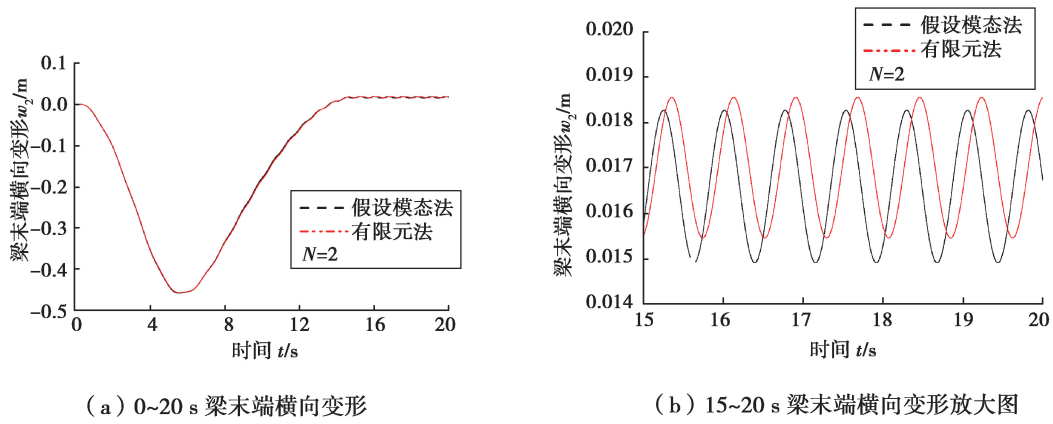 0.1
0.0
-0.1
-0.2
-0.3
-0.4
-0.5
0
4
8
12
16
20
梁末端横向变形w₂/m
时间 t/s
假设模态法
有限元法
N=2
(a)0~20 s 梁末端横向变形
0.020
0.019
0.018
0.017
0.016
0.015
0.014
15
16
17
18
19
20
梁末端横向变形w₂/m
时间 t/s
假设模态法
有限元法
N=2
(b)15~20 s 梁末端横向变形放大图